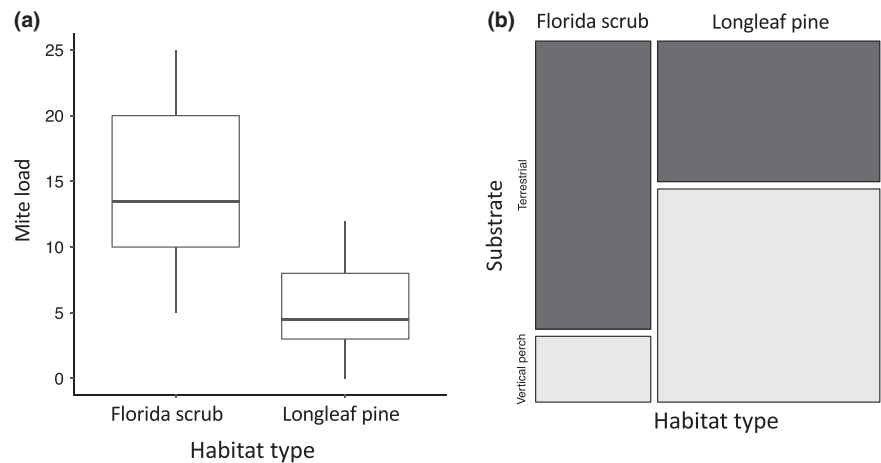 (a)
Mite load
25
20
15
10
5
0
Florida scrub
Longleaf pine
Habitat type
(b)
Florida scrub
Longleaf pine
Substrate
Terrestrial
Vertical perch
Habitat type